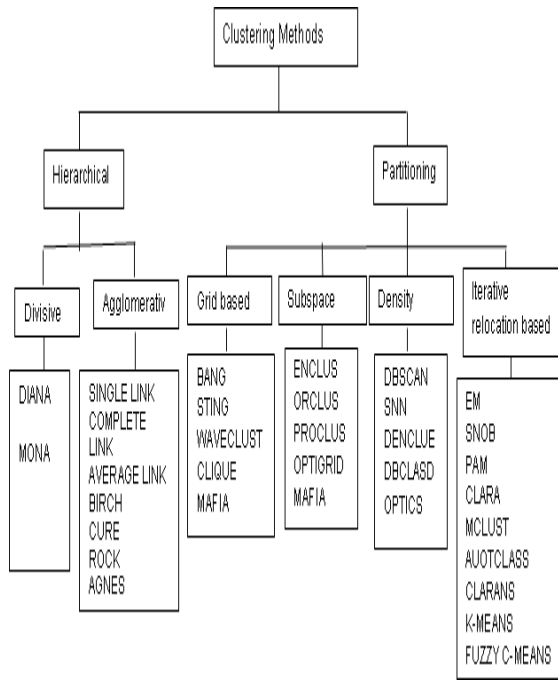 Clustering Methods
Hierarchical
Partitioning
Divisive
Agglomerativ
Grid based
Subspace
Density
Iterative
relocation based
DIANA
MONA
SINGLE LINK
COMPLETE
LINK
AVERAGE LINK
BIRCH
CURE
ROCK
AGNES
BANG
STING
WAVECLUST
CLIQUE
MAFIA
ENCLUS
ORCLUS
PROCLUS
OPTIGRID
MAFIA
DBSCAN
SNN
DENCLUE
DBCLASD
OPTICS
EM
SNOB
PAM
CLARA
MCLUST
AUOTCLASS
CLARANS
K-MEANS
FUZZY C-MEANS